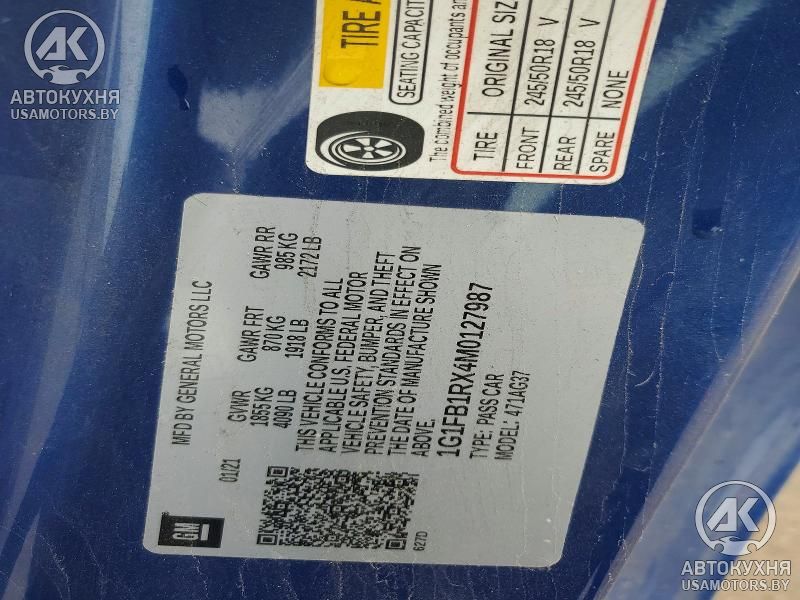 AK
АВТОКУХНЯ
USAMOTORS.BY
TIRE
SEATING CAPACITY
The combined weight of occupants
TIRE ORIGINAL
FRONT 245/50R18 V
REAR 245/50R18 V
SPARE NONE
MFD BY GENERAL MOTORS LLC
01/21
GVWR GAWR FRT GAWR RR
1855 KG 870 KG 985 KG
4090 LB 1918 LB 2172 LB
THIS VEHICLE CONFORMS TO ALL
APPLICABLE U.S. FEDERAL MOTOR
VEHICLE SAFETY, BUMPER, AND THEFT
PREVENTION STANDARDS IN EFFECT ON
THE DATE OF MANUFACTURE SHOWN
ABOVE.
1G1FB1RX4M0127987
TYPE: PASS CAR
MODEL: 471AG37
GM
6270
AK
АВТОКУХНЯ
USAMOTORS.BY